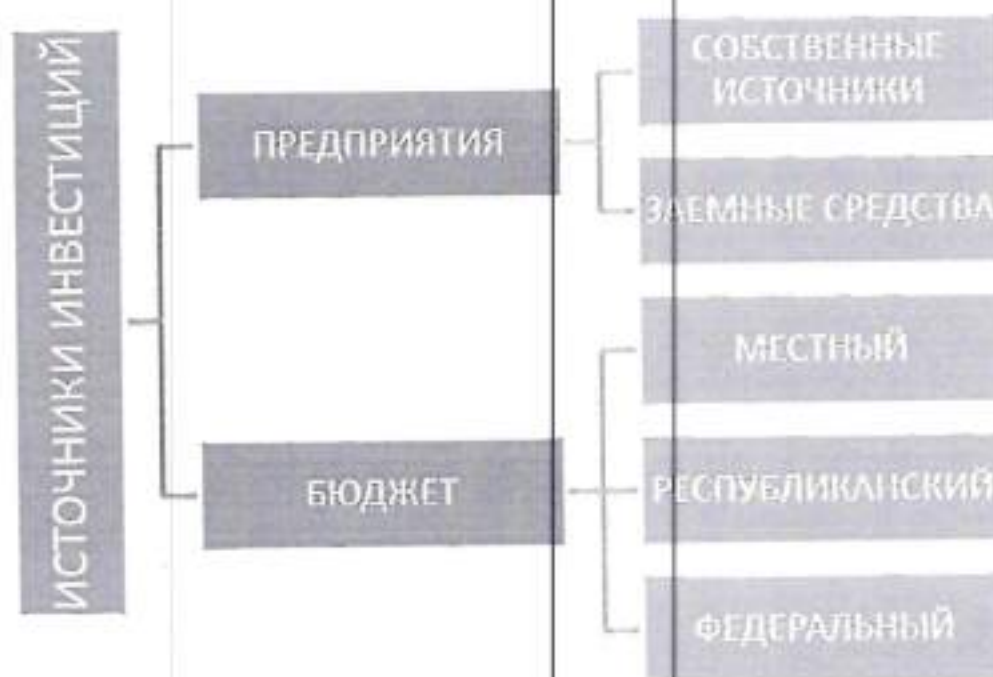 ИСТОЧНИКИ ИНВЕСТИЦИЙ
ПРЕДПРИЯТИЯ
СОБСТВЕННЫЕ
ИСТОЧНИКИ
ЗАЕМНЫЕ СРЕДСТВА
БЮДЖЕТ
МЕСТНЫЙ
РЕСПУБЛИКАНСКИЙ
ФЕДЕРАЛЬНЫЙ